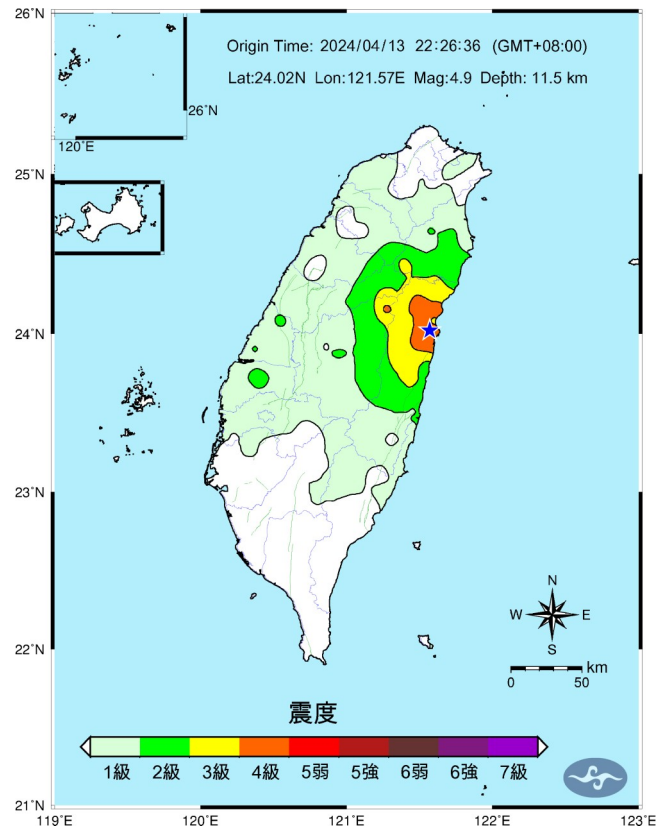 26°N
Origin Time: 2024/04/13 22:26:36 (GMT+08:00)
Lat:24.02N Lon:121.57E Mag:4.9 Depth: 11.5 km
26°N
120°E
25°N
24°N
23°N
22°N
21°N
N
W E
S
km
0 50
震度
1級 2級 3級 4級 5弱 5強 6弱 6強 7級
119°E 120°E 121°E 122°E 123°E